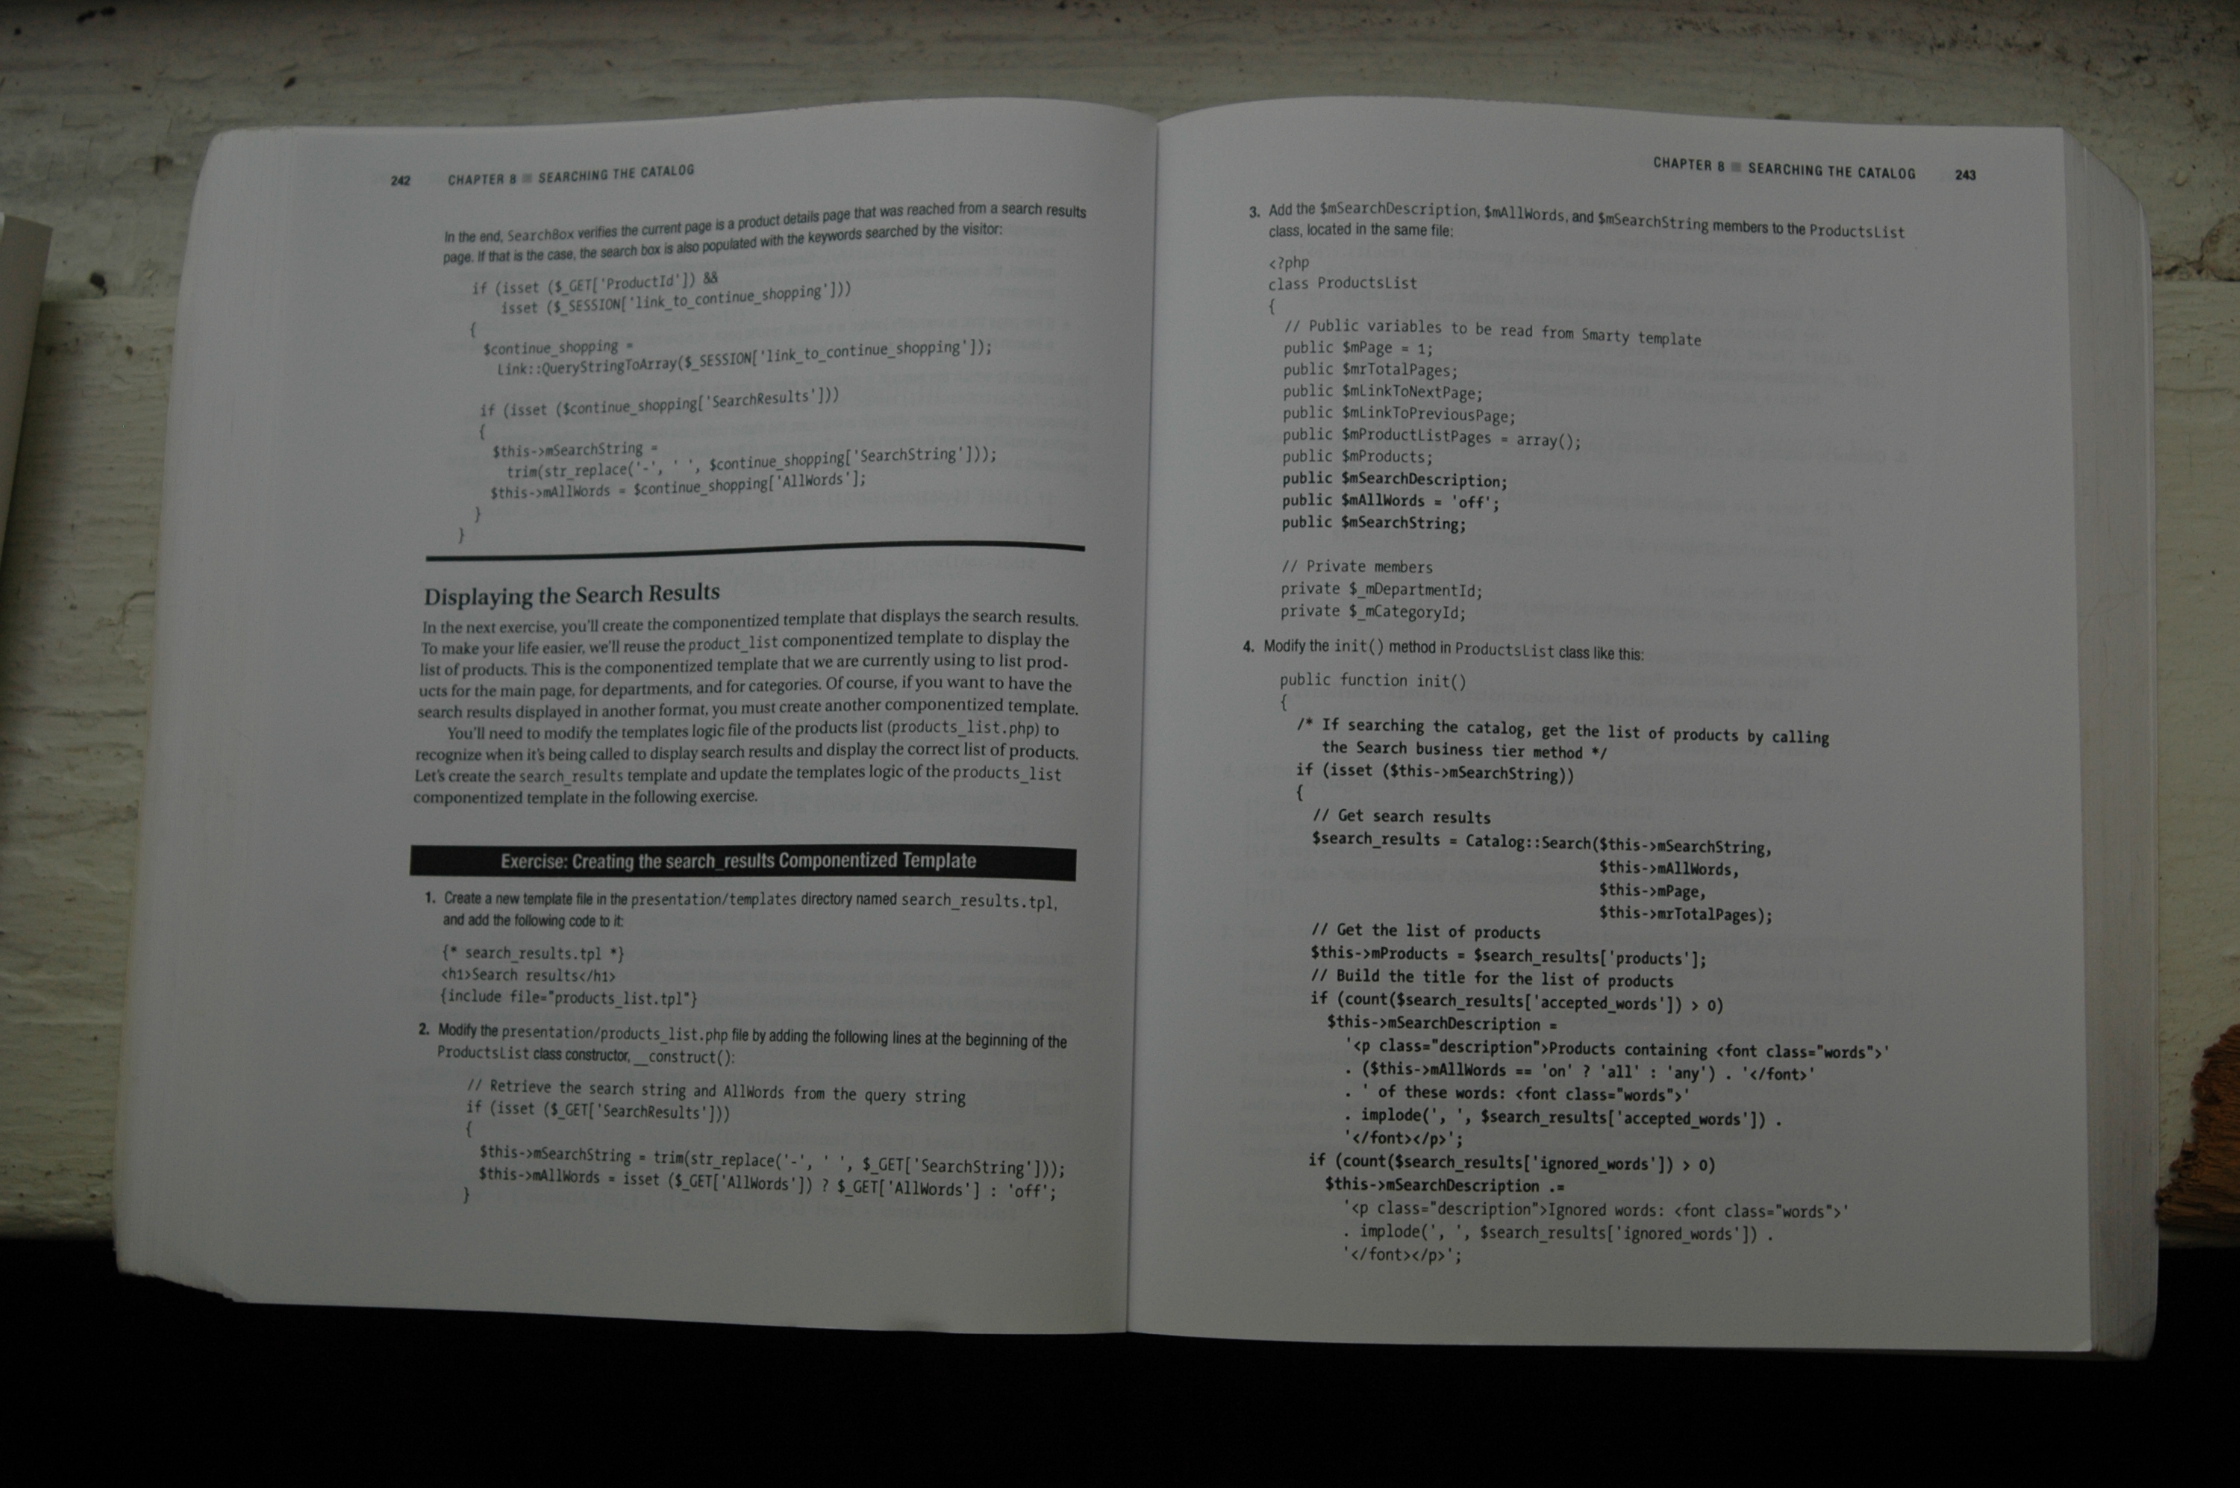 242 CHAPTER 8 ■ SEARCHING THE CATALOG
In the end, SearchBox verifies the current page is a product details page that was reached from a search results
page. If that is the case, the search box is also populated with the keywords searched by the visitor:
if (isset ($_GET['ProductId']) &&
isset ($_SESSION['link_to_continue_shopping']))
{
$continue_shopping =
Link::QueryStringToArray($_SESSION['link_to_continue_shopping']);
if (isset ($continue_shopping['SearchResults']))
{
$this->mSearchString =
trim(str_replace('-', ' ', $continue_shopping['SearchString']));
$this->mAllWords = $continue_shopping['AllWords'];
}
}
Displaying the Search Results
In the next exercise, you'll create the componentized template that displays the search results.
To make your life easier, we'll reuse the product_list componentized template to display the
list of products. This is the componentized template that we are currently using to list prod-
ucts for the main page, for departments, and for categories. Of course, if you want to have the
search results displayed in another format, you must create another componentized template.
You'll need to modify the templates logic file of the products list (products_list.php) to
recognize when it's being called to display search results and display the correct list of products.
Let's create the search_results template and update the templates logic of the products_list
componentized template in the following exercise.
Exercise: Creating the search_results Componentized Template
1. Create a new template file in the presentation/templates directory named search_results.tpl,
and add the following code to it:
{* search_results.tpl *}
<h1>Search results</h1>
{include file="products_list.tpl"}
2. Modify the presentation/products_list.php file by adding the following lines at the beginning of the
ProductsList class constructor, __construct():
// Retrieve the search string and AllWords from the query string
if (isset ($_GET['SearchResults']))
{
$this->mSearchString = trim(str_replace('-', ' ', $_GET['SearchString']));
$this->mAllWords = isset ($_GET['AllWords']) ? $_GET['AllWords'] : 'off';
}
CHAPTER 8 ■ SEARCHING THE CATALOG 243
3. Add the $mSearchDescription, $mAllWords, and $mSearchString members to the ProductsList
class, located in the same file:
<?php
class ProductsList
{
// Public variables to be read from Smarty template
public $mPage = 1;
public $mrTotalPages;
public $mLinkToNextPage;
public $mLinkToPreviousPage;
public $mProductListPages = array();
public $mProducts;
public $mSearchDescription;
public $mAllWords = 'off';
public $mSearchString;
// Private members
private $_mDepartmentId;
private $_mCategoryId;
4. Modify the init() method in ProductsList class like this:
public function init()
{
/* If searching the catalog, get the list of products by calling
the Search business tier method */
if (isset ($this->mSearchString))
{
// Get search results
$search_results = Catalog::Search($this->mSearchString,
$this->mAllWords,
$this->mPage,
$this->mrTotalPages);
// Get the list of products
$this->mProducts = $search_results['products'];
// Build the title for the list of products
if (count($search_results['accepted_words']) > 0)
$this->mSearchDescription =
'<p class="description">Products containing <font class="words">'
. ($this->mAllWords == 'on' ? 'all' : 'any') . '</font>'
. ' of these words: <font class="words">'
. implode(', ', $search_results['accepted_words']) .
'</font></p>';
if (count($search_results['ignored_words']) > 0)
$this->mSearchDescription .=
'<p class="description">Ignored words: <font class="words">'
. implode(', ', $search_results['ignored_words']) .
'</font></p>';